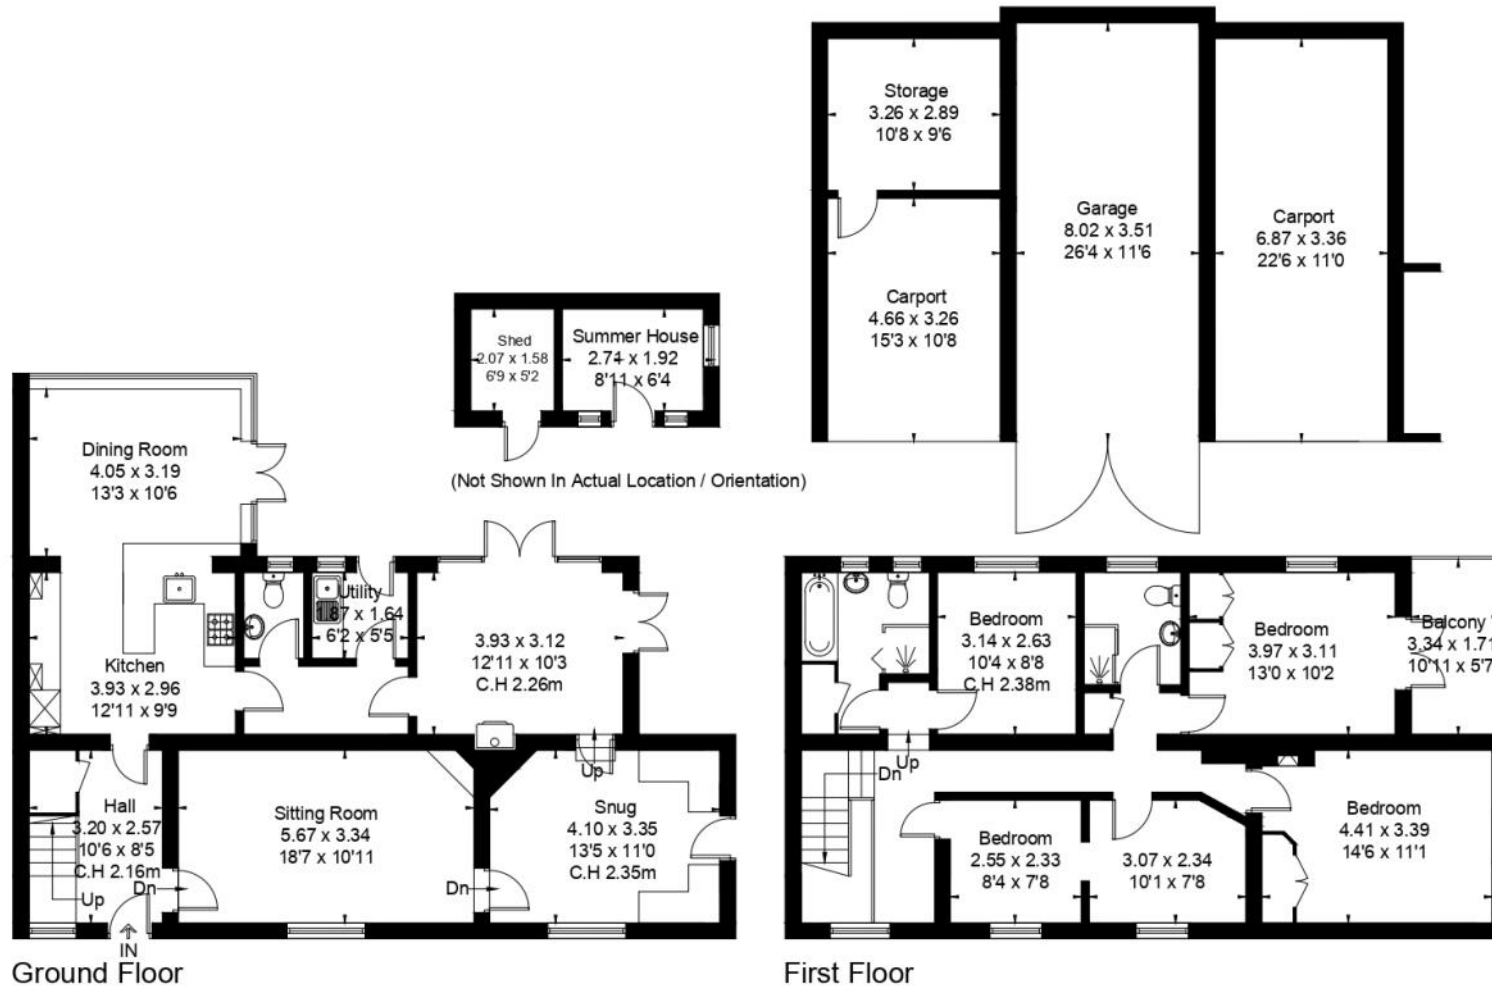 Storage
3.26 x 2.89
10'8 x 9'6
Garage
8.02 x 3.51
26'4 x 11'6
Carport
6.87 x 3.36
22'6 x 11'0
Carport
4.66 x 3.26
15'3 x 10'8
Shed
2.07 x 1.58
6'9 x 5'2
Summer House
2.71 x 1.92
8'11 x 6'4
(Not Shown In Actual Location / Orientation)
Dining Room
4.05 x 3.19
13'3 x 10'6
Kitchen
3.93 x 2.96
12'11 x 9'9
Utility
1.87 x 1.64
6'2 x 5'5
3.93 x 3.12
12'11 x 10'3
C.H 2.26m
Up
Hall
3.20 x 2.57
10'6 x 8'5
C.H 2.16m
Up
Dn
IN
Sitting Room
5.67 x 3.34
18'7 x 10'11
Dn
Snug
4.10 x 3.35
13'5 x 11'0
C.H 2.35m
Ground Floor
Bedroom
3.14 x 2.63
10'4 x 8'8
C.H 2.38m
Bedroom
3.97 x 3.11
13'0 x 10'2
Balcony
3.34 x 1.71
10'11 x 5'7
Up
Dn
Bedroom
2.55 x 2.33
8'4 x 7'8
3.07 x 2.34
10'1 x 7'8
Bedroom
4.41 x 3.39
14'6 x 11'1
First Floor